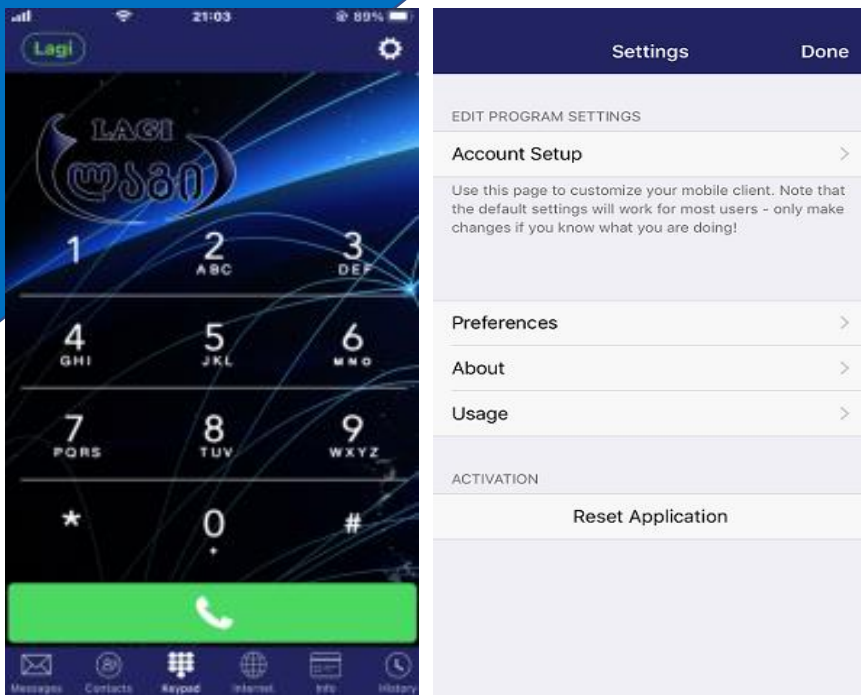 21:03
89%
Lagi
LAGI
ლაგი
1
2
ABC
3
DEF
4
GHI
5
JKL
6
MNO
7
PQRS
8
TUV
9
WXYZ
*
0
+
#
Messages
Contacts
Keypad
Internet
Info
History
Settings
Done
EDIT PROGRAM SETTINGS
Account Setup
Use this page to customize your mobile client. Note that
the default settings will work for most users - only make
changes if you know what you are doing!
Preferences
About
Usage
ACTIVATION
Reset Application